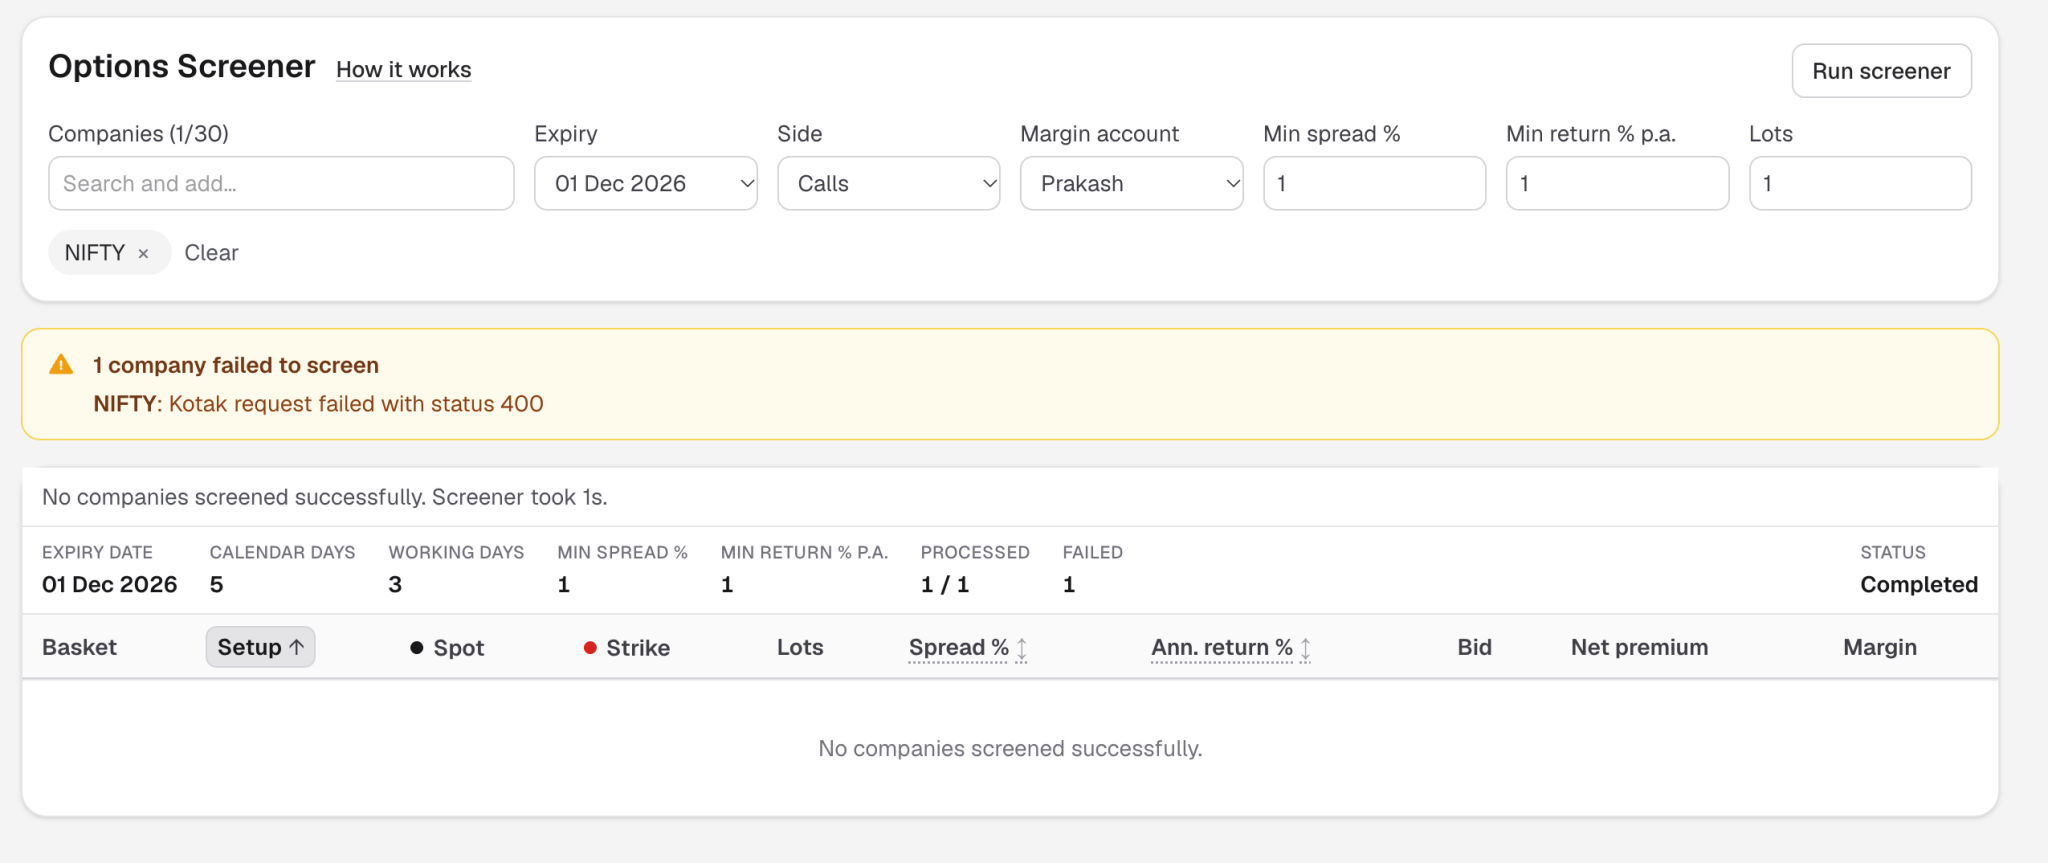 Options Screener How it works Run screener
Companies (1/30) Expiry Side Margin account Min spread % Min return % p.a. Lots
Search and add... 01 Dec 2026 Calls Prakash 1 1 1
NIFTY × Clear
1 company failed to screen
NIFTY: Kotak request failed with status 400
No companies screened successfully. Screener took 1s.
EXPIRY DATE CALENDAR DAYS WORKING DAYS MIN SPREAD % MIN RETURN % P.A. PROCESSED FAILED STATUS
01 Dec 2026 5 3 1 1 1 / 1 1 Completed
Basket Setup ↑ Spot Strike Lots Spread % ↕ Ann. return % ↕ Bid Net premium Margin
No companies screened successfully.